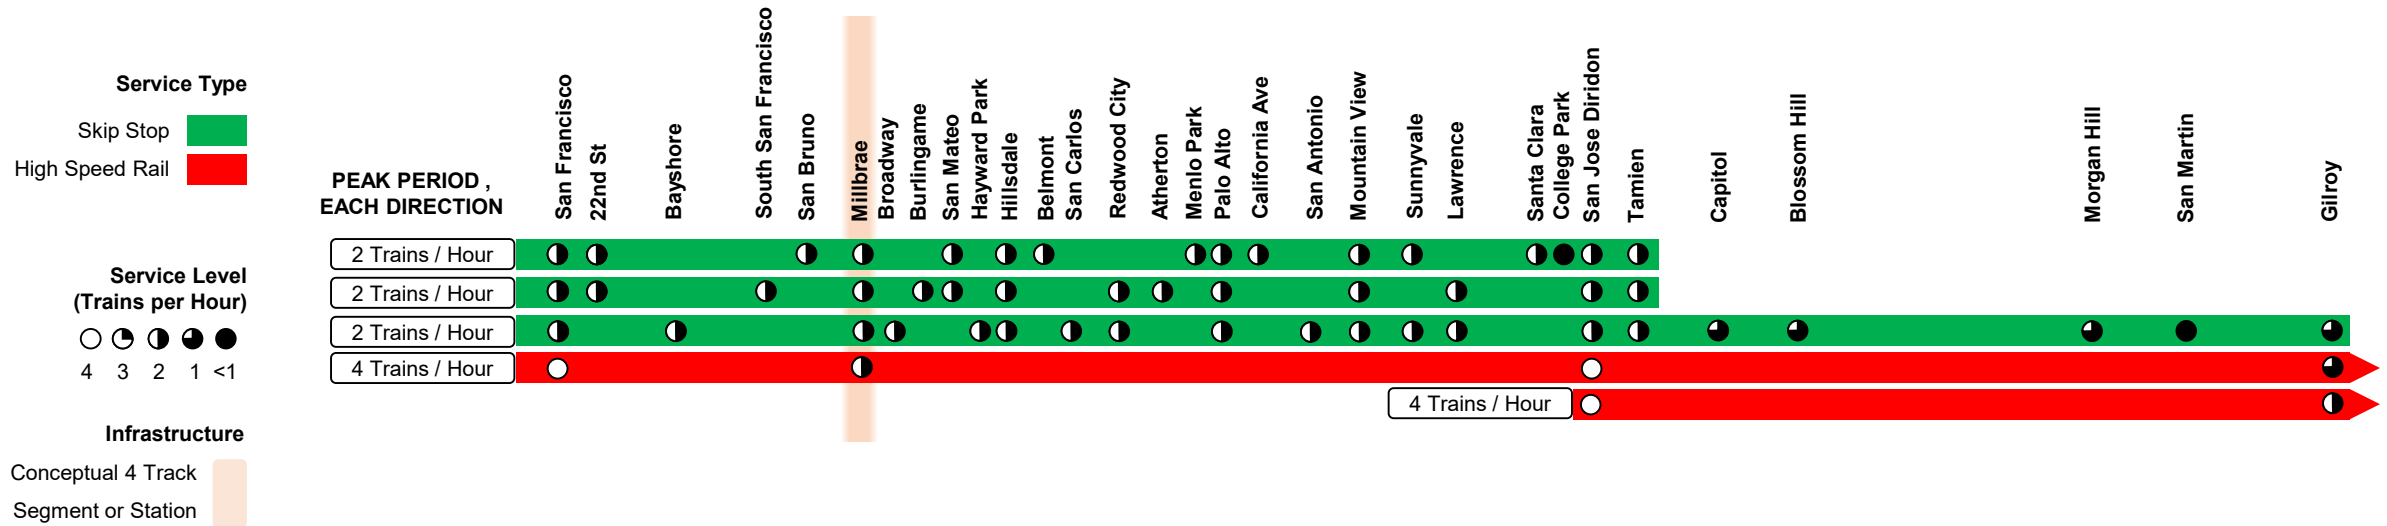 Service Type
Skip Stop
High Speed Rail
Service Level
(Trains per Hour)
4 3 2 1 <1
Infrastructure
Conceptual 4 Track
Segment or Station
PEAK PERIOD ,
EACH DIRECTION
San Francisco
22nd St
Bayshore
South San Francisco
San Bruno
Millbrae
Broadway
Burlingame
San Mateo
Hayward Park
Hillsdale
Belmont
San Carlos
Redwood City
Atherton
Menlo Park
Palo Alto
California Ave
San Antonio
Mountain View
Sunnyvale
Lawrence
Santa Clara
College Park
San Jose Diridon
Tamien
Capitol
Blossom Hill
Morgan Hill
San Martin
Gilroy
2 Trains / Hour
2 Trains / Hour
2 Trains / Hour
4 Trains / Hour
4 Trains / Hour